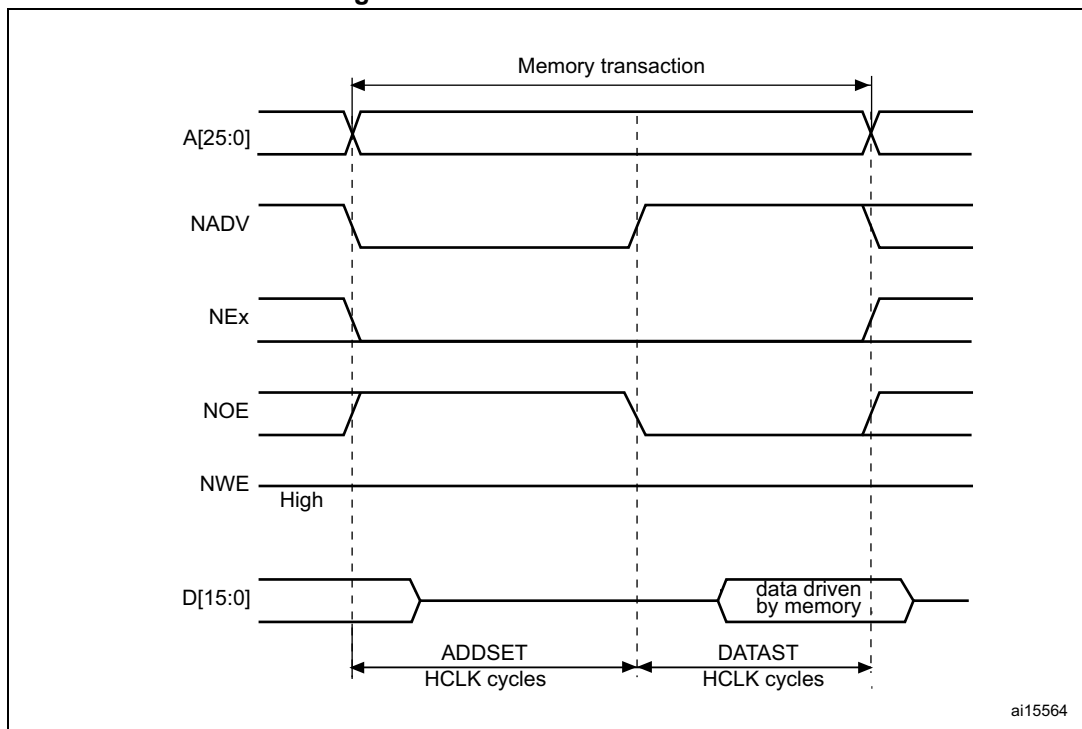 Memory transaction
A[25:0]
NADV
NEx
NOE
NWE
High
D[15:0]
data driven
by memory
ADDSET
DATAST
HCLK cycles
HCLK cycles
ai15564